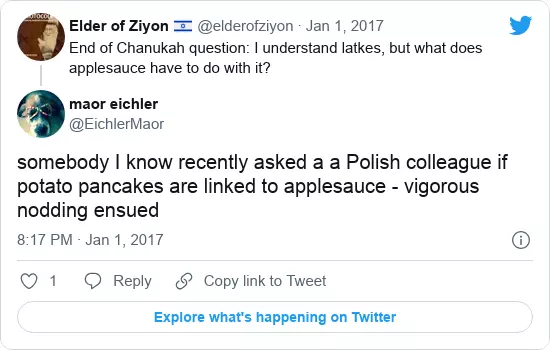 Elder of Ziyon 🇮🇱 @elderofziyon · Jan 1, 2017
End of Chanukah question: I understand latkes, but what does
applesauce have to do with it?
maor eichler
@EichlerMaor
somebody I know recently asked a a Polish colleague if
potato pancakes are linked to applesauce - vigorous
nodding ensued
8:17 PM · Jan 1, 2017
1 Reply Copy link to Tweet
Explore what's happening on Twitter